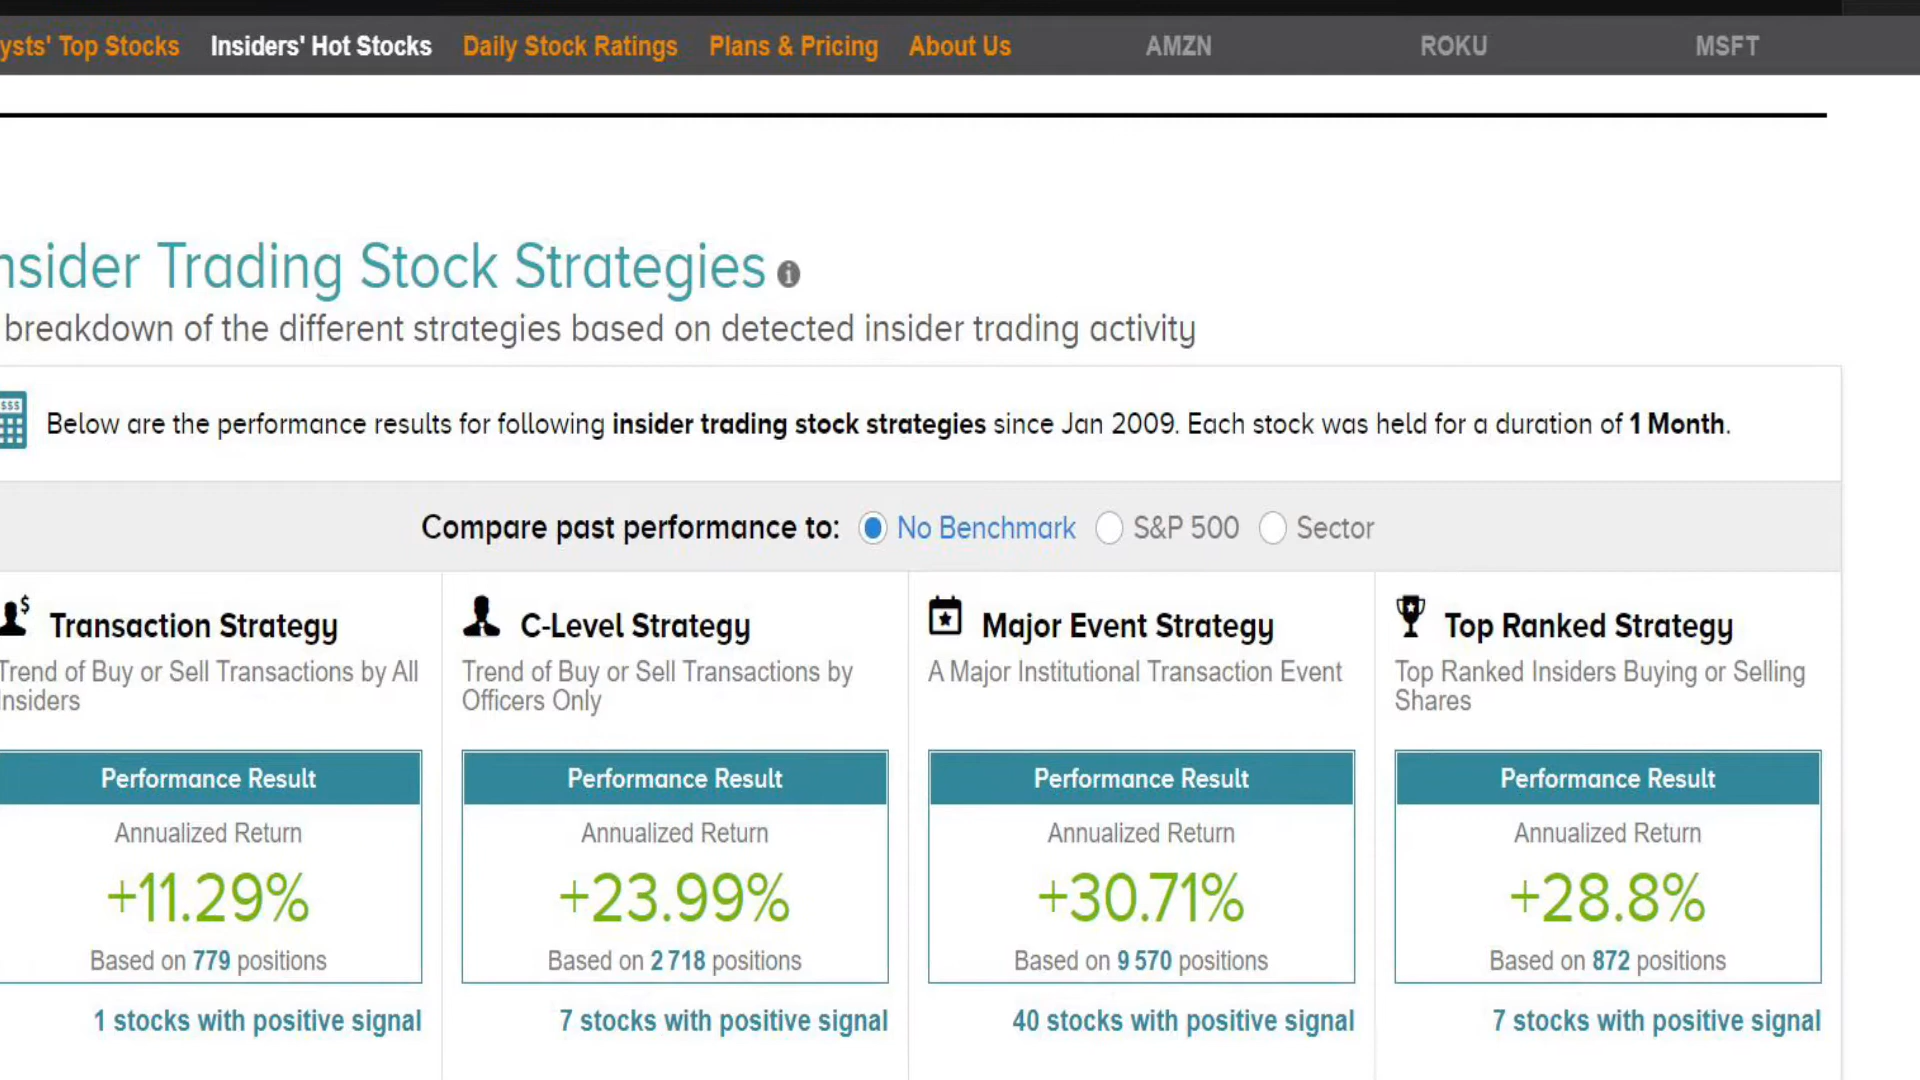 ysts' Top Stocks Insiders' Hot Stocks Daily Stock Ratings Plans & Pricing About Us AMZN ROKU MSFT
nsider Trading Stock Strategies
breakdown of the different strategies based on detected insider trading activity
$$$ Below are the performance results for following insider trading stock strategies since Jan 2009. Each stock was held for a duration of 1 Month.
Compare past performance to: No Benchmark S&P 500 Sector
Transaction Strategy
Trend of Buy or Sell Transactions by All
Insiders
Performance Result
Annualized Return
+11.29%
Based on 779 positions
1 stocks with positive signal
C-Level Strategy
Trend of Buy or Sell Transactions by
Officers Only
Performance Result
Annualized Return
+23.99%
Based on 2 718 positions
7 stocks with positive signal
Major Event Strategy
A Major Institutional Transaction Event
Performance Result
Annualized Return
+30.71%
Based on 9 570 positions
40 stocks with positive signal
Top Ranked Strategy
Top Ranked Insiders Buying or Selling
Shares
Performance Result
Annualized Return
+28.8%
Based on 872 positions
7 stocks with positive signal